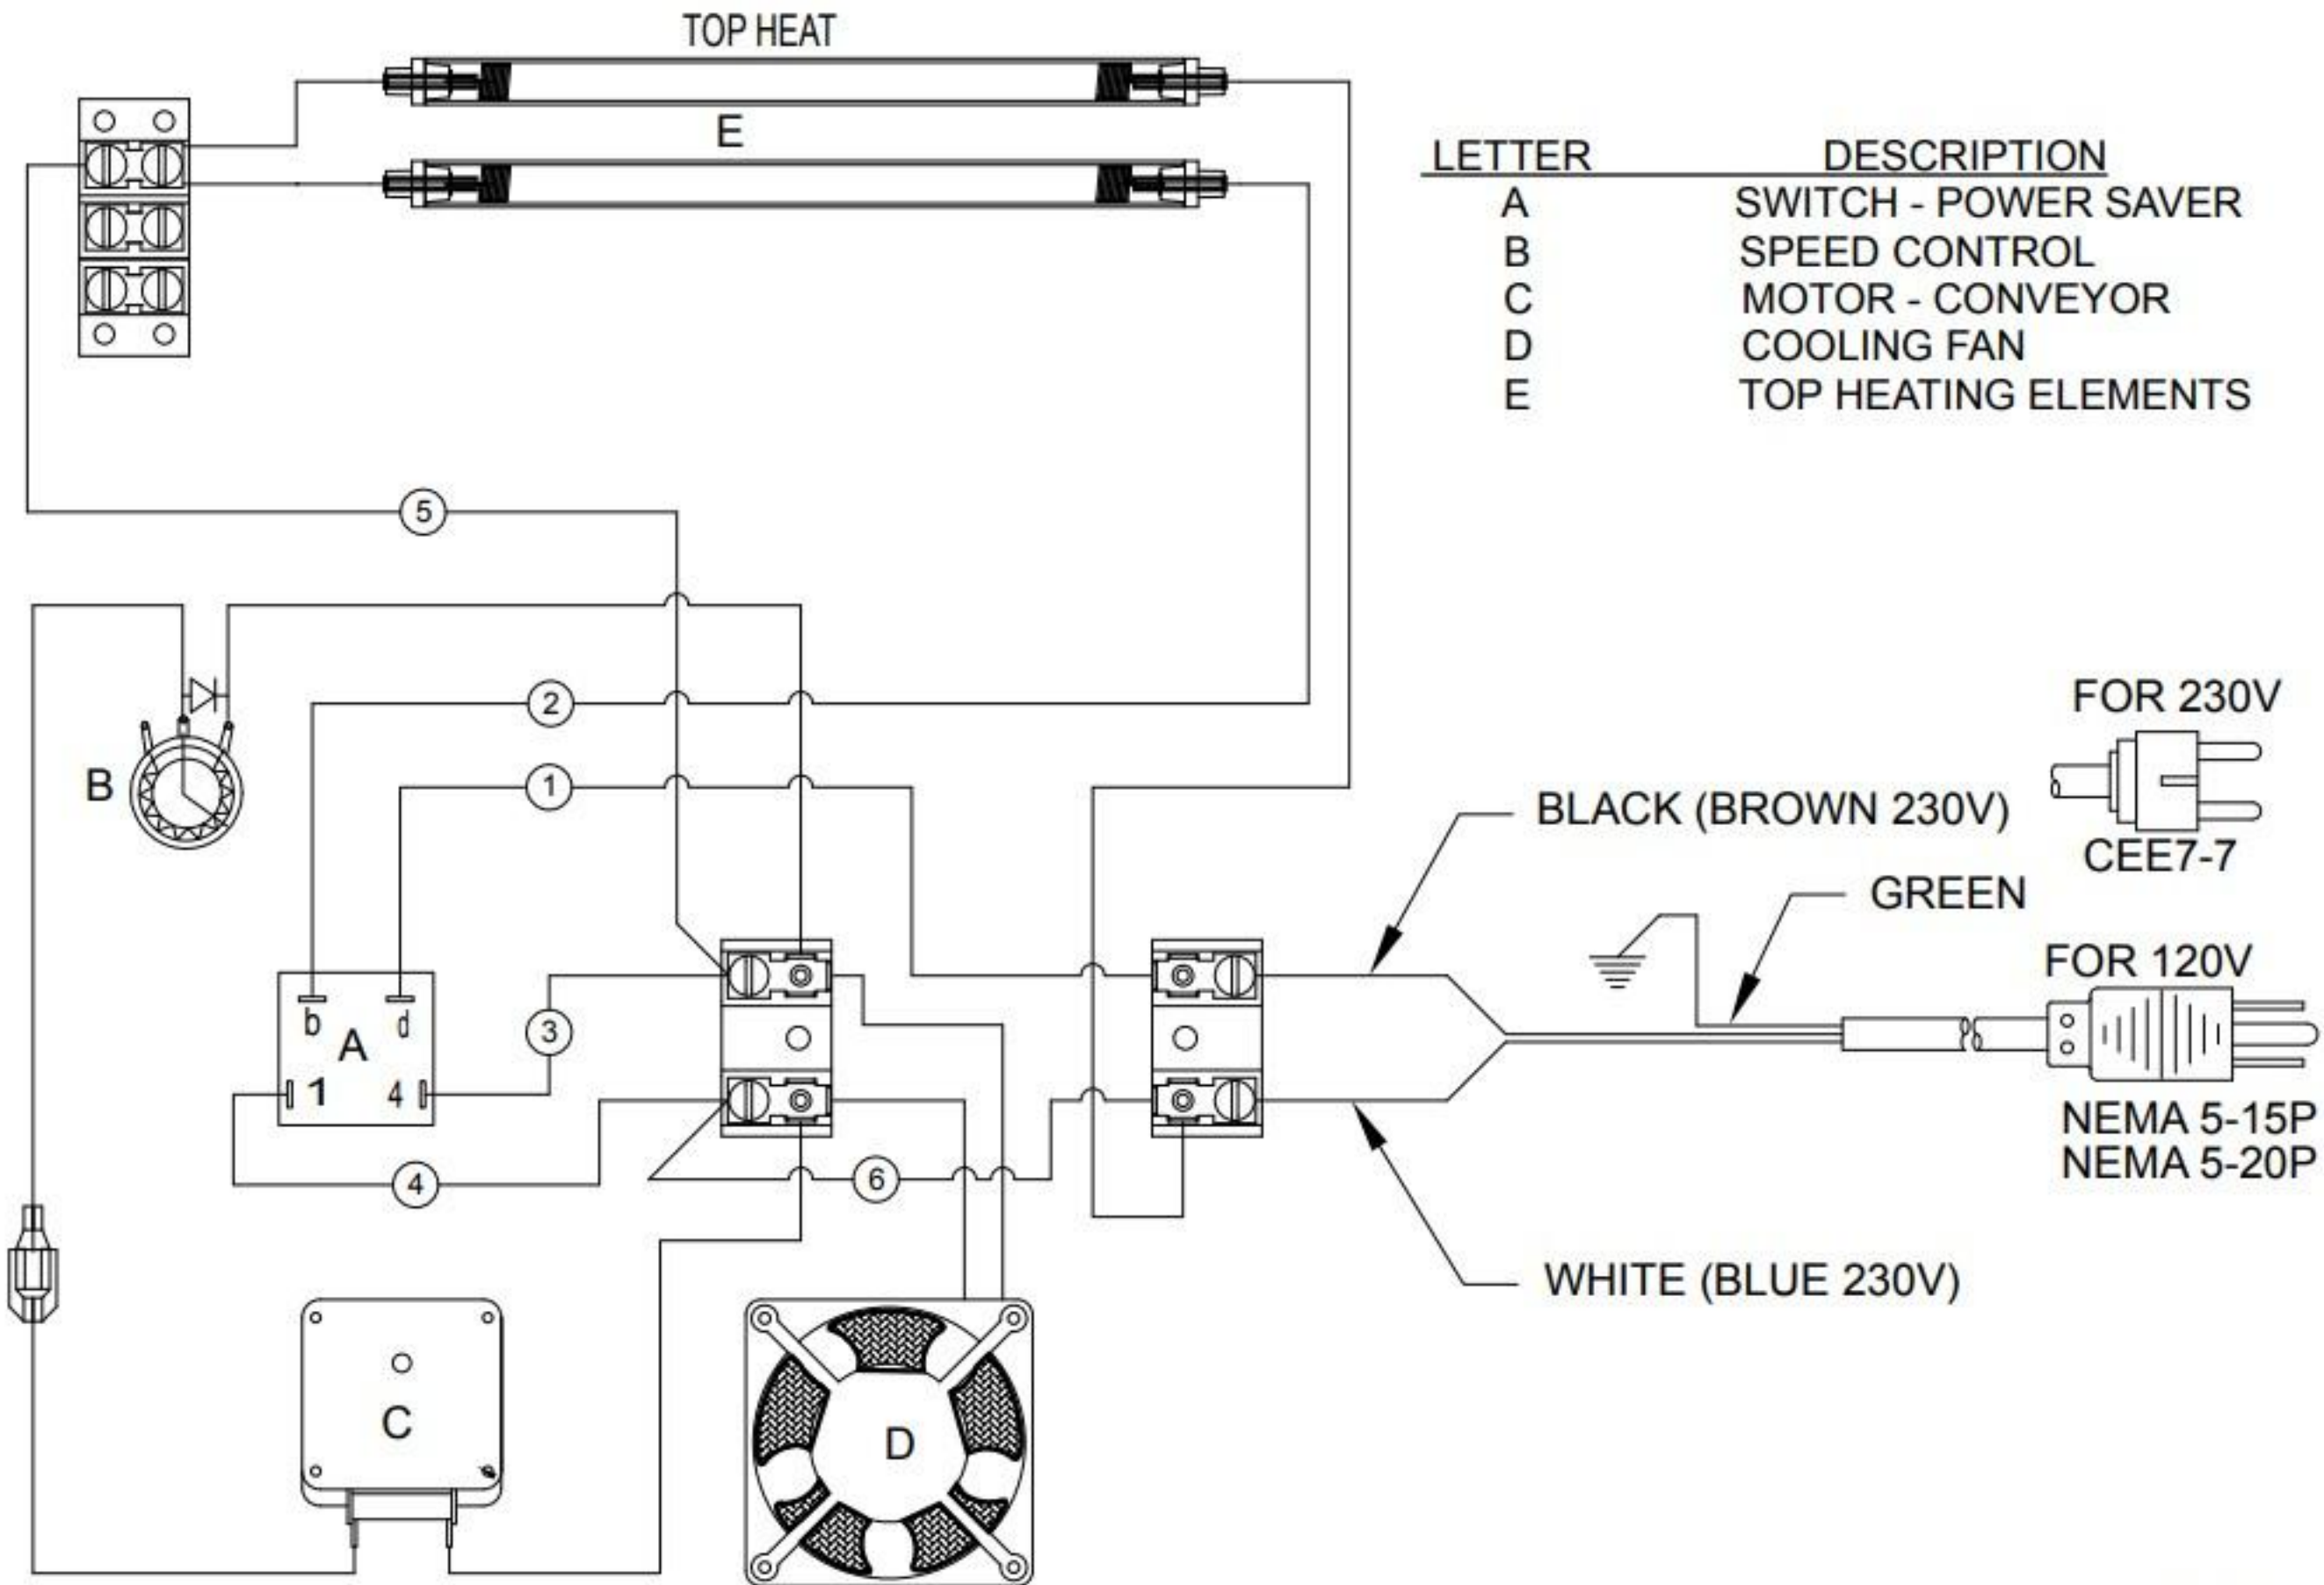 TOP HEAT
E
LETTER DESCRIPTION
A SWITCH - POWER SAVER
B SPEED CONTROL
C MOTOR - CONVEYOR
D COOLING FAN
E TOP HEATING ELEMENTS
5
2
1
B
FOR 230V
CEE7-7
BLACK (BROWN 230V)
GREEN
FOR 120V
NEMA 5-15P
NEMA 5-20P
b d
A
1 4
3
4
6
WHITE (BLUE 230V)
C
D